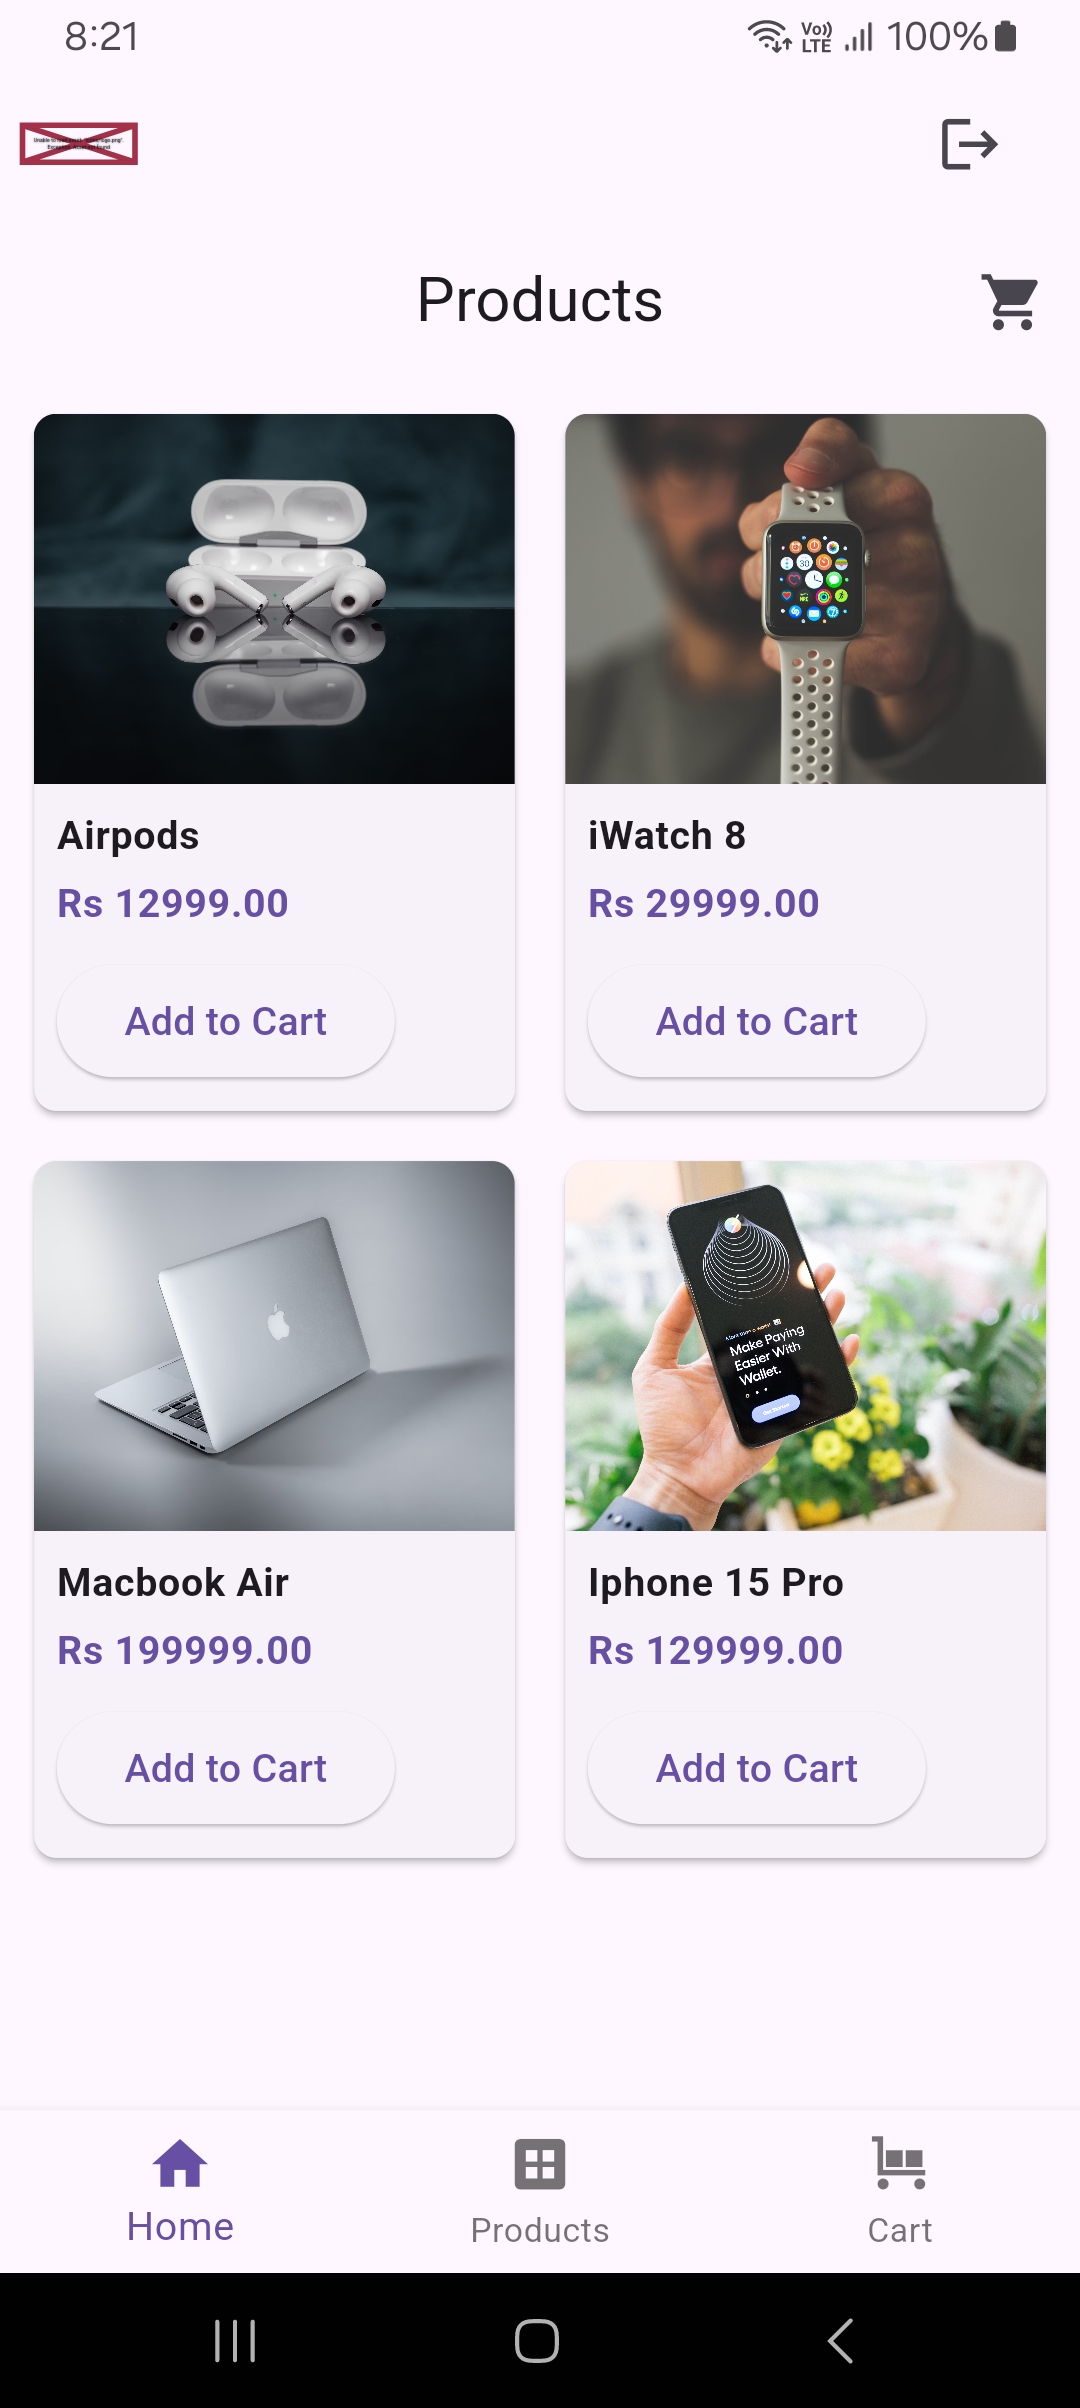 8:21
Vo)) LTE 100%
Products
Airpods
Rs 12999.00
Add to Cart
iWatch 8
Rs 29999.00
Add to Cart
Make Paying
Easier With
Wallet.
Macbook Air
Rs 199999.00
Add to Cart
Iphone 15 Pro
Rs 129999.00
Add to Cart
Home
Products
Cart